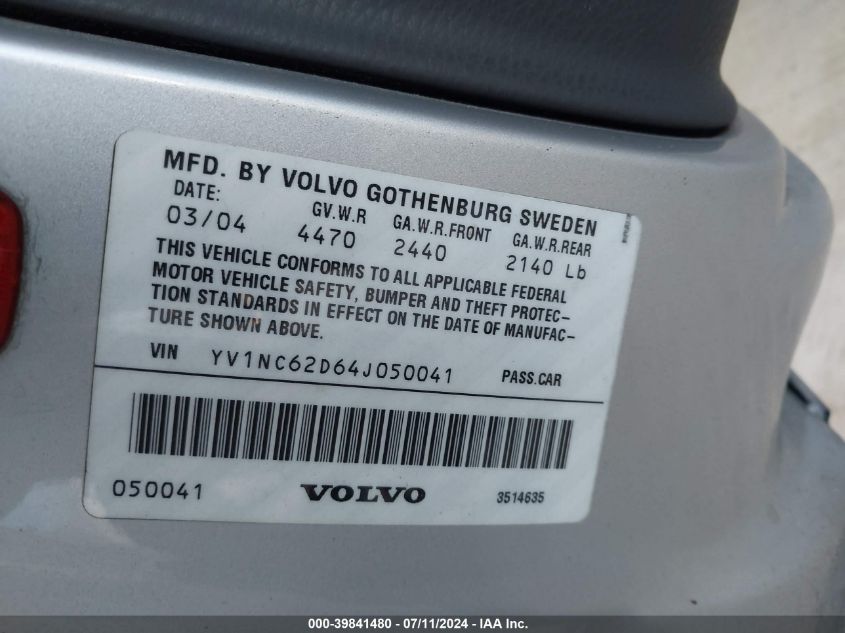 MFD. BY VOLVO GOTHENBURG SWEDEN
DATE: GV.W.R GA.W.R.FRONT GA.W.R.REAR
03/04 4470 2440 2140 Lb
THIS VEHICLE CONFORMS TO ALL APPLICABLE FEDERAL
MOTOR VEHICLE SAFETY, BUMPER AND THEFT PROTEC-
TION STANDARDS IN EFFECT ON THE DATE OF MANUFAC-
TURE SHOWN ABOVE.
VIN YV1NC62D64J050041 PASS.CAR
050041 VOLVO 3514635
000-39841480 - 07/11/2024 - IAA Inc.